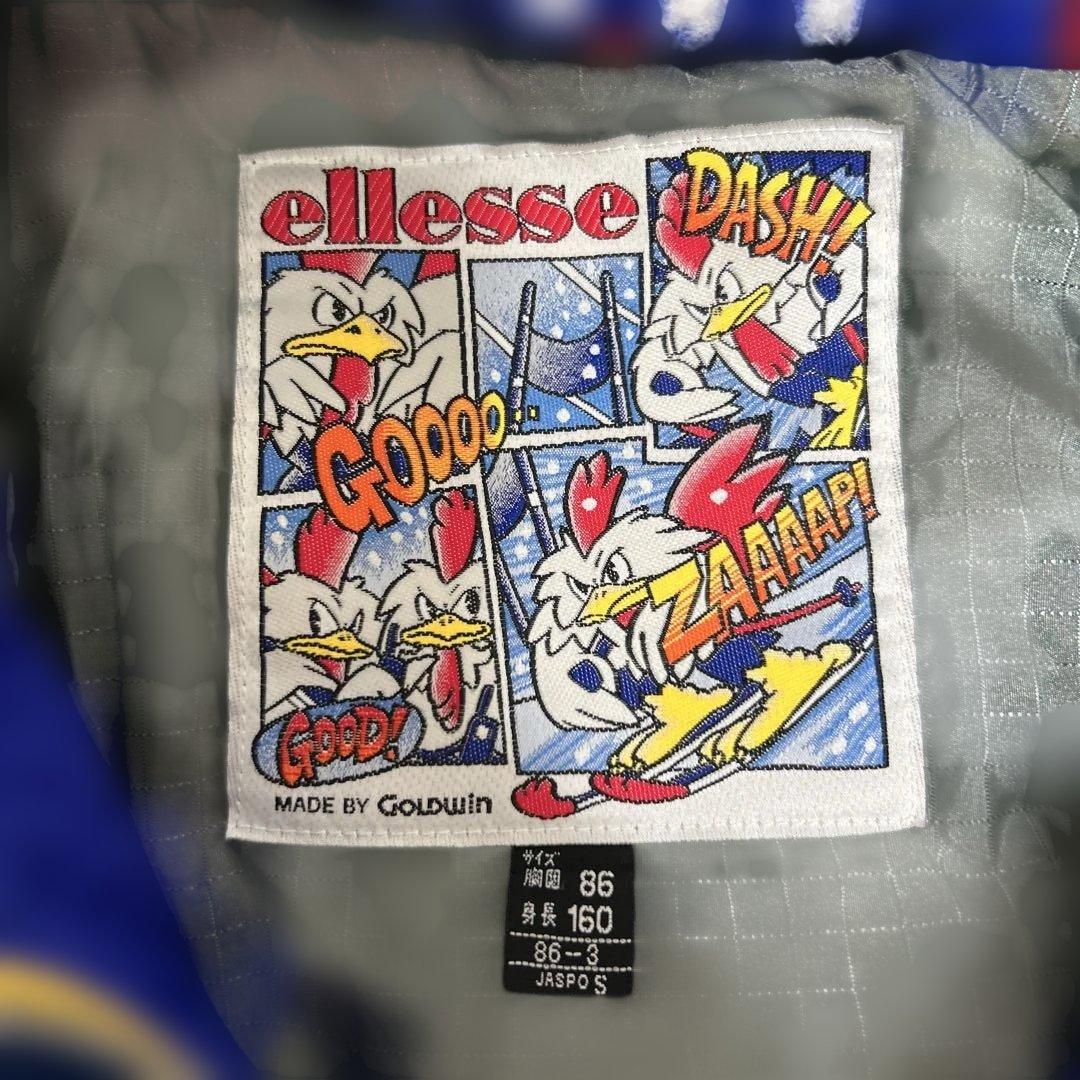 ellesse
DASH!
GOOOO...
ZAAAAP!
GOOD!
MADE BY GOLDWIN
サイズ
胸囲 86
身長 160
86--3
JASPO S